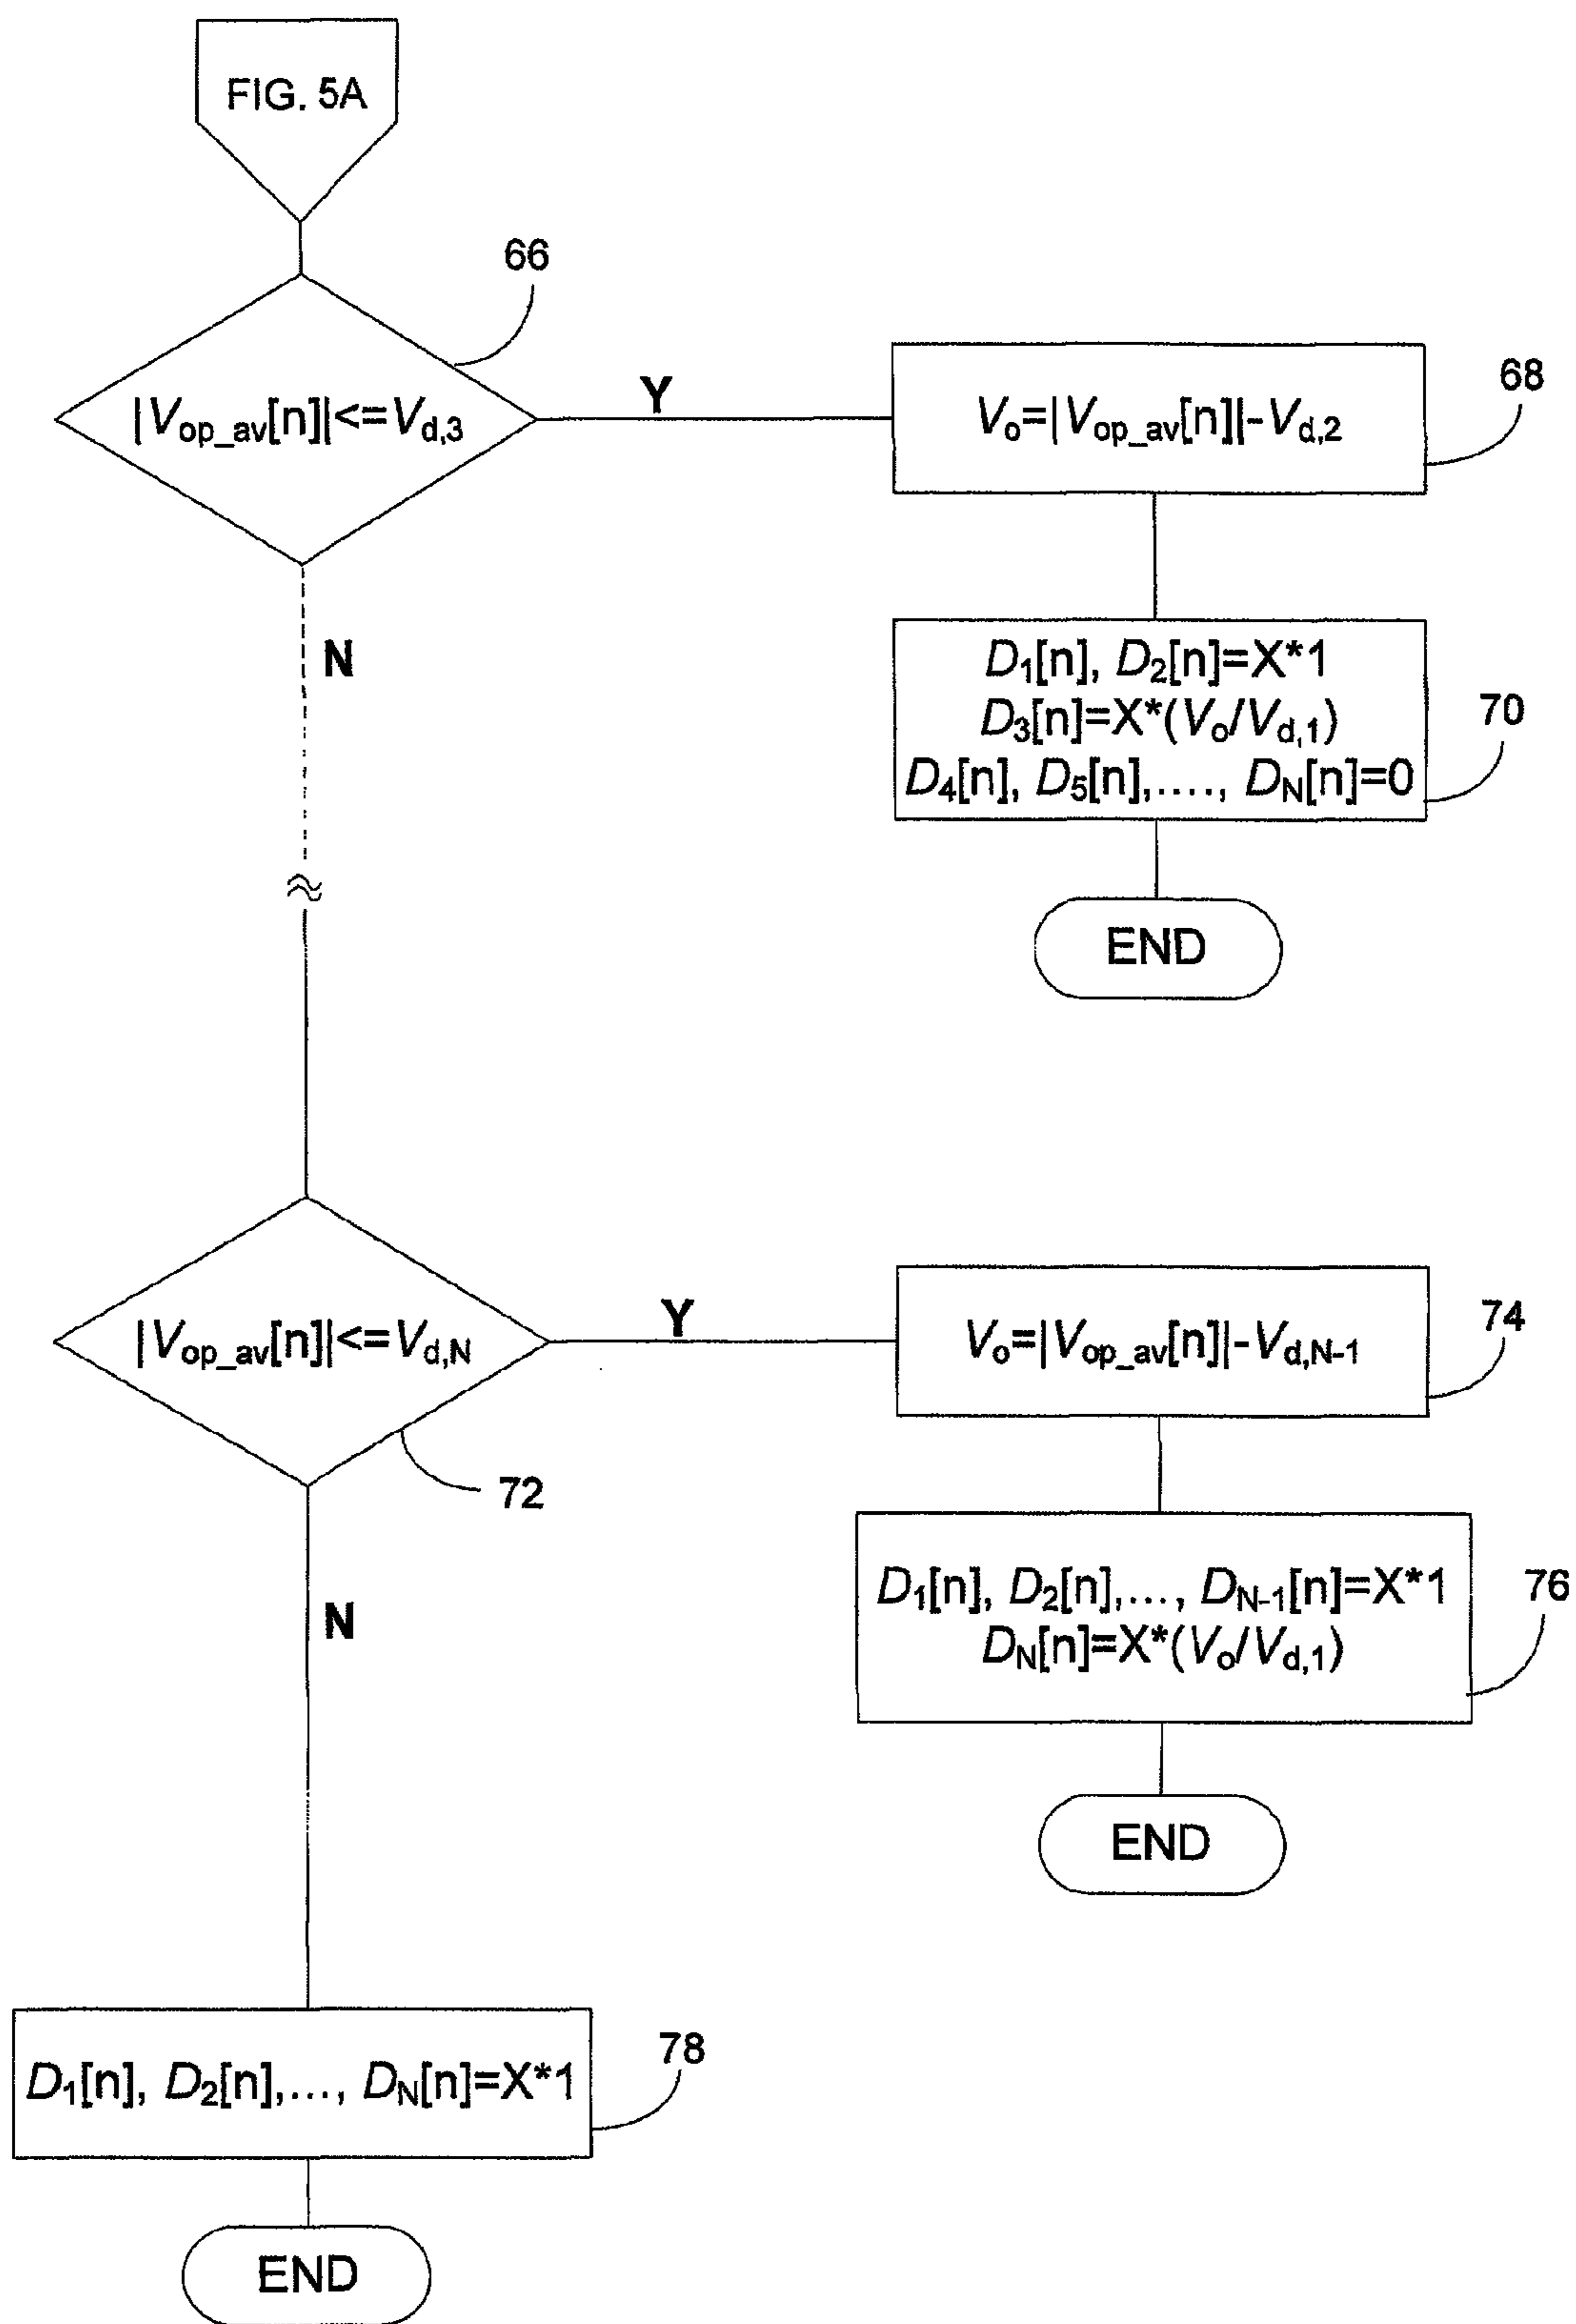 FIG. 5A
66
|Vop_av[n]|<=Vd,3
Y
Vo=|Vop_av[n]|-Vd,2
68
N
D1[n], D2[n]=X*1
D3[n]=X*(Vo/Vd,1)
D4[n], D5[n],...., DN[n]=0
70
END
|Vop_av[n]|<=Vd,N
Y
Vo=|Vop_av[n]|-Vd,N-1
74
72
N
D1[n], D2[n],..., DN-1[n]=X*1
DN[n]=X*(Vo/Vd,1)
76
END
D1[n], D2[n],..., DN[n]=X*1
78
END